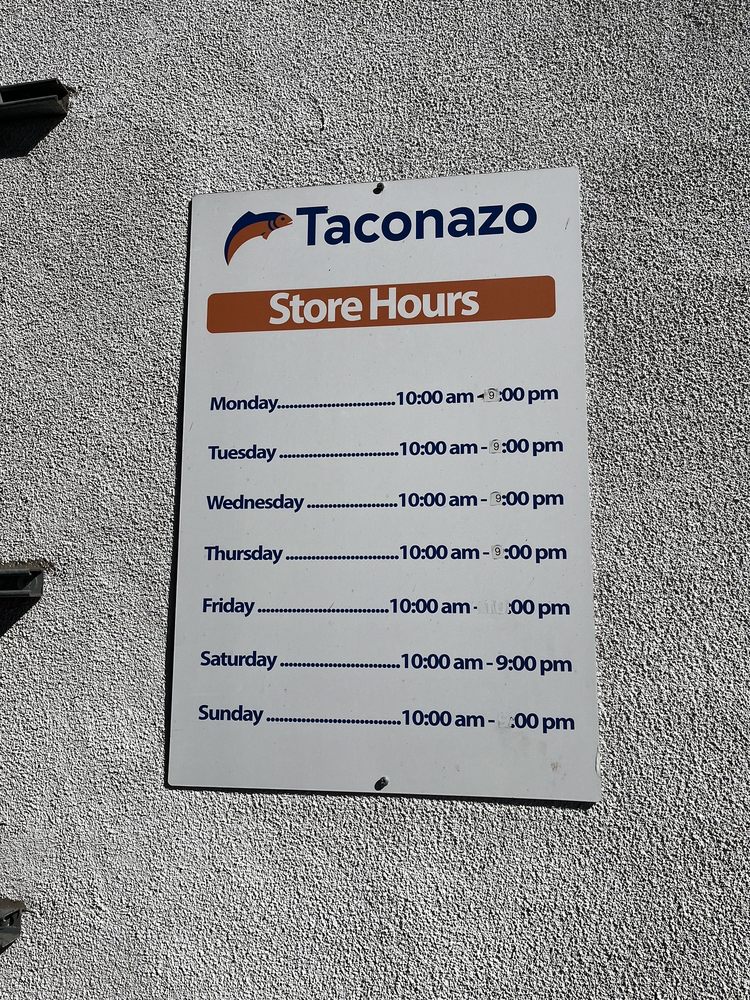 Taconazo
Store Hours
Monday..............................10:00 am - 9:00 pm
Tuesday ..............................10:00 am - 9:00 pm
Wednesday .......................10:00 am - 9:00 pm
Thursday ............................10:00 am - 9:00 pm
Friday .................................10:00 am - :00 pm
Saturday ..............................10:00 am - 9:00 pm
Sunday ..................................10:00 am - :00 pm